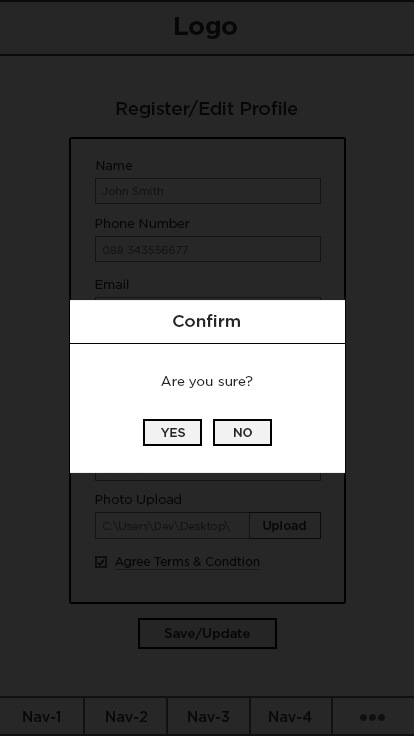 Logo
Register/Edit Profile
Name
John Smith
Phone Number
088 343556677
Email
Confirm
Are you sure?
YES NO
Photo Upload
C:\Users\Dav\Desktop\ Upload
Agree Terms & Condtion
Save/Update
Nav-1 Nav-2 Nav-3 Nav-4